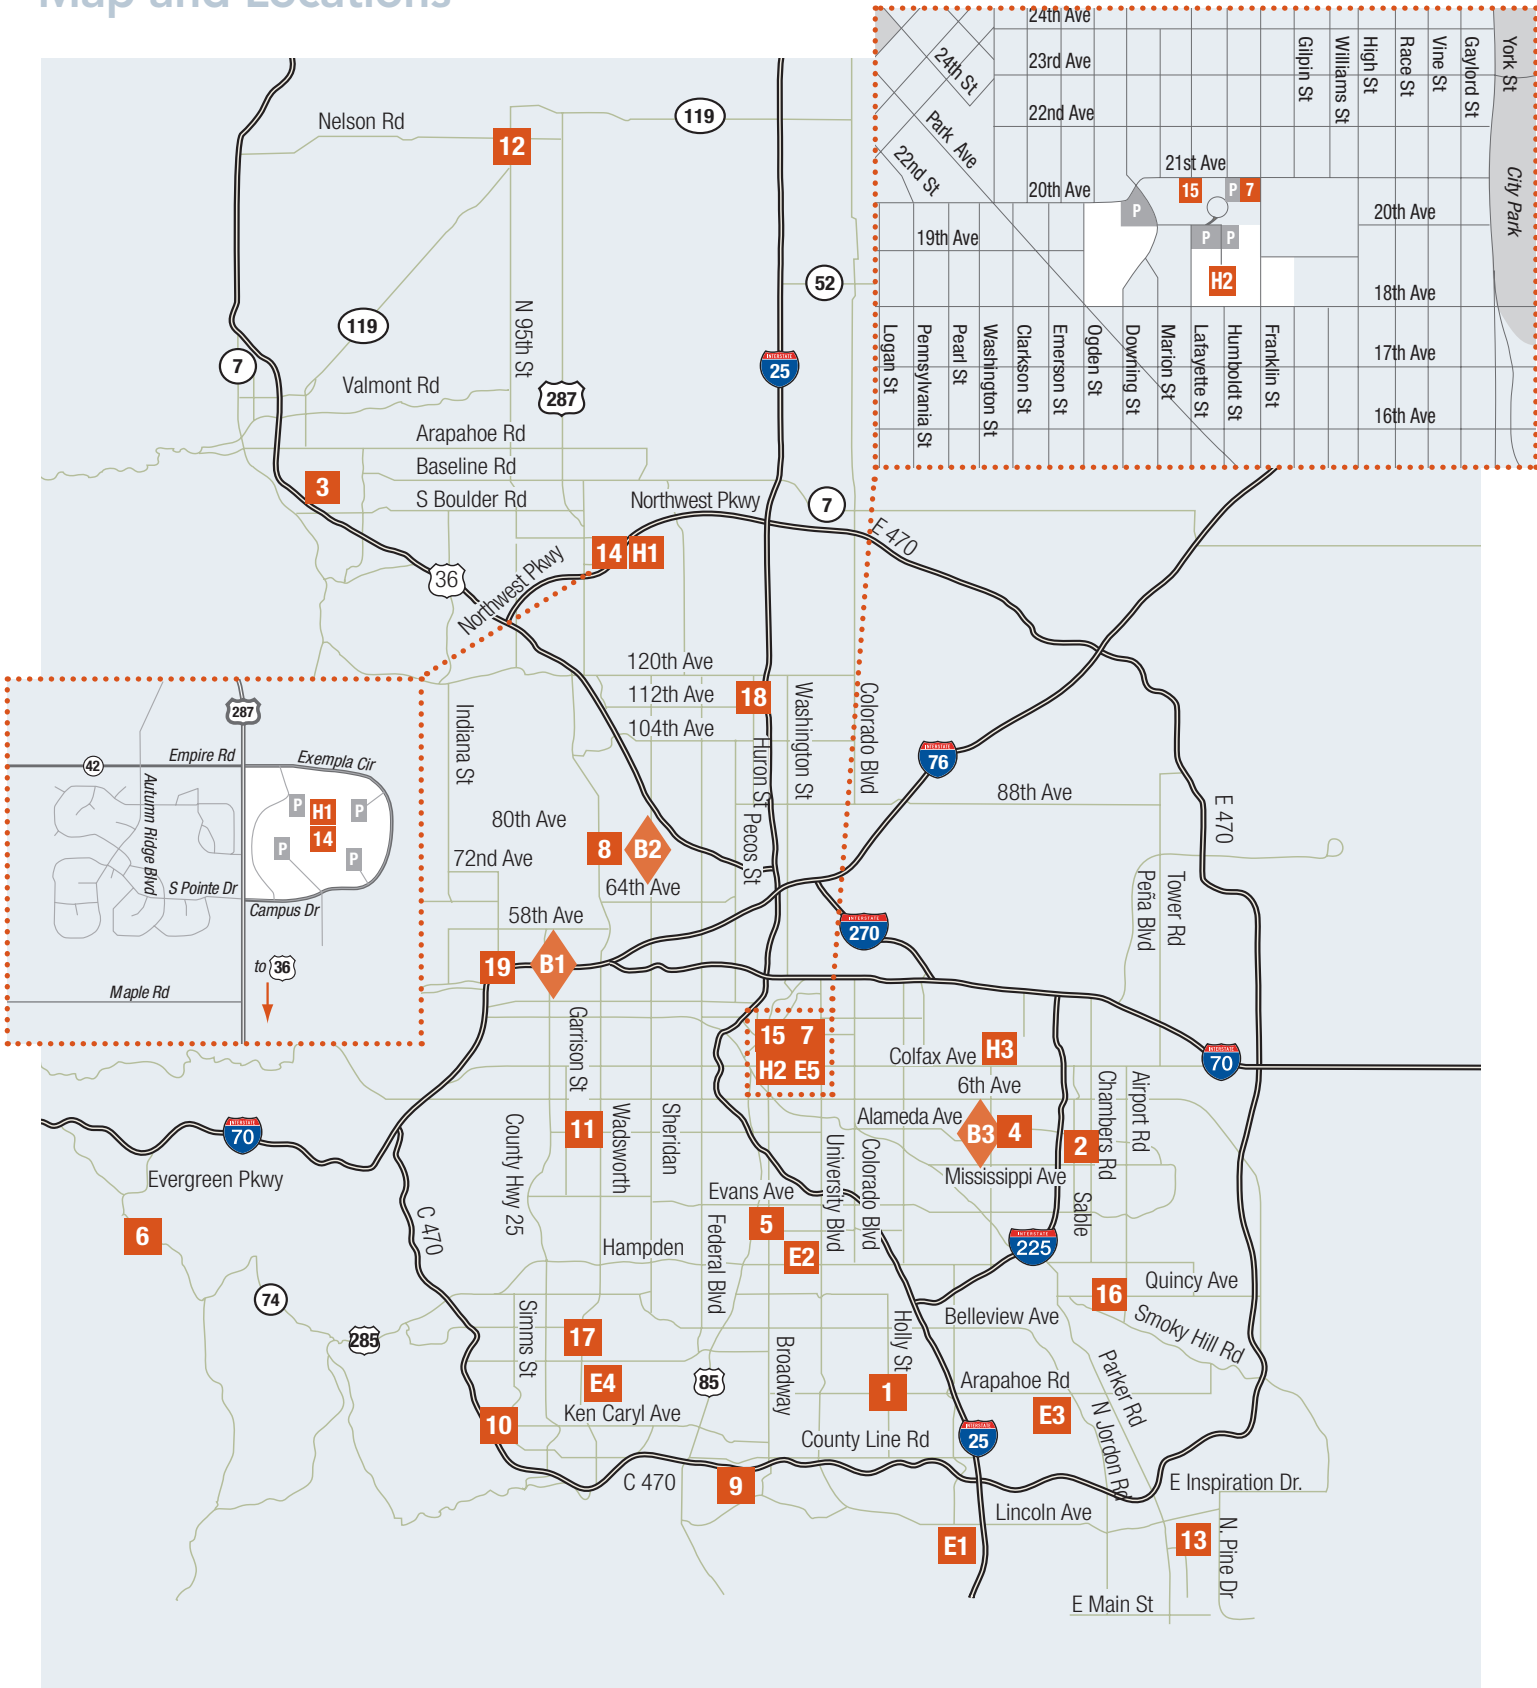 Map and Locations
24th Ave
23rd Ave
22nd Ave
21st Ave
20th Ave
19th Ave
20th Ave
18th Ave
17th Ave
16th Ave
24th St
Park Ave
22nd St
Gilpin St
Williams St
High St
Race St
Vine St
Gaylord St
York St
City Park
15
P
7
P
P
P
H2
Logan St
Pennsylvania St
Pearl St
Washington St
Clarkson St
Emerson St
Ogden St
Downing St
Marion St
Lafayette St
Humboldt St
Franklin St
Nelson Rd
12
119
52
119
N 95th St
7
INTERSTATE
25
Valmont Rd
287
Arapahoe Rd
Baseline Rd
S Boulder Rd
3
Northwest Pkwy
7
E 470
14
H1
36
Northwest Pkwy
120th Ave
112th Ave
104th Ave
18
Indiana St
Huron St
Washington St
Colorado Blvd
INTERSTATE
76
88th Ave
E 470
80th Ave
8
B2
72nd Ave
64th Ave
Pecos St
58th Ave
INTERSTATE
270
Peña Blvd
Tower Rd
19
B1
287
Empire Rd
42
Exempla Cir
Autumn Ridge Blvd
P
H1
P
14
P
P
S Pointe Dr
Campus Dr
to 36
Maple Rd
Garrison St
15
7
H2
E5
Colfax Ave
H3
6th Ave
INTERSTATE
70
INTERSTATE
70
Alameda Ave
B3
4
2
Chambers Rd
Airport Rd
Mississippi Ave
11
County Hwy 25
Wadsworth
Sheridan
University Blvd
Colorado Blvd
Sable
Evergreen Pkwy
6
C 470
Evans Ave
5
E2
Federal Blvd
Hampden
INTERSTATE
225
Quincy Ave
16
74
285
Simms St
17
Belleview Ave
Smoky Hill Rd
Holly St
E4
85
Broadway
1
Arapahoe Rd
Parker Rd
E3
N Jordon Rd
10
Ken Caryl Ave
County Line Rd
INTERSTATE
25
C 470
9
E Inspiration Dr.
Lincoln Ave
E1
13
N. Pine Dr
E Main St